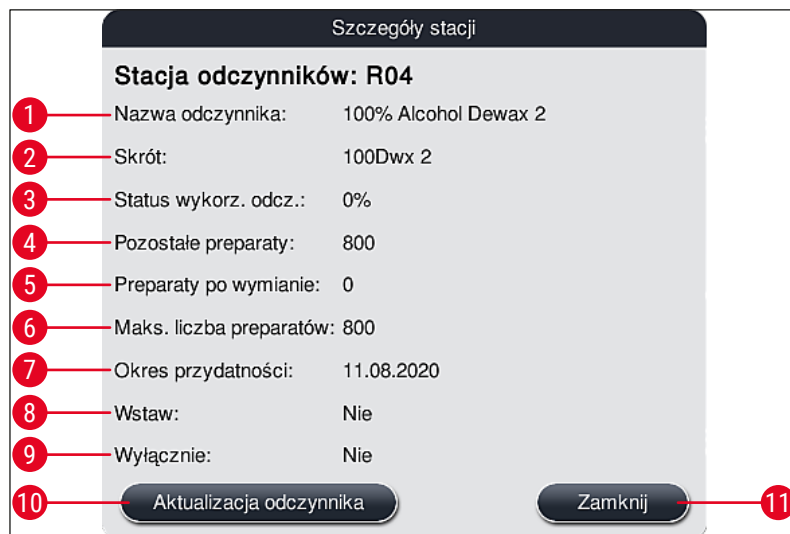 Szczegóły stacji
Stacja odczynników: R04
1 Nazwa odczynnika: 100% Alcohol Dewax 2
2 Skrót: 100Dwx 2
3 Status wykorz. odcz.: 0%
4 Pozostałe preparaty: 800
5 Preparaty po wymianie: 0
6 Maks. liczba preparatów: 800
7 Okres przydatności: 11.08.2020
8 Wstaw: Nie
9 Wyłącznie: Nie
10 Aktualizacja odczynnika Zamknij 11